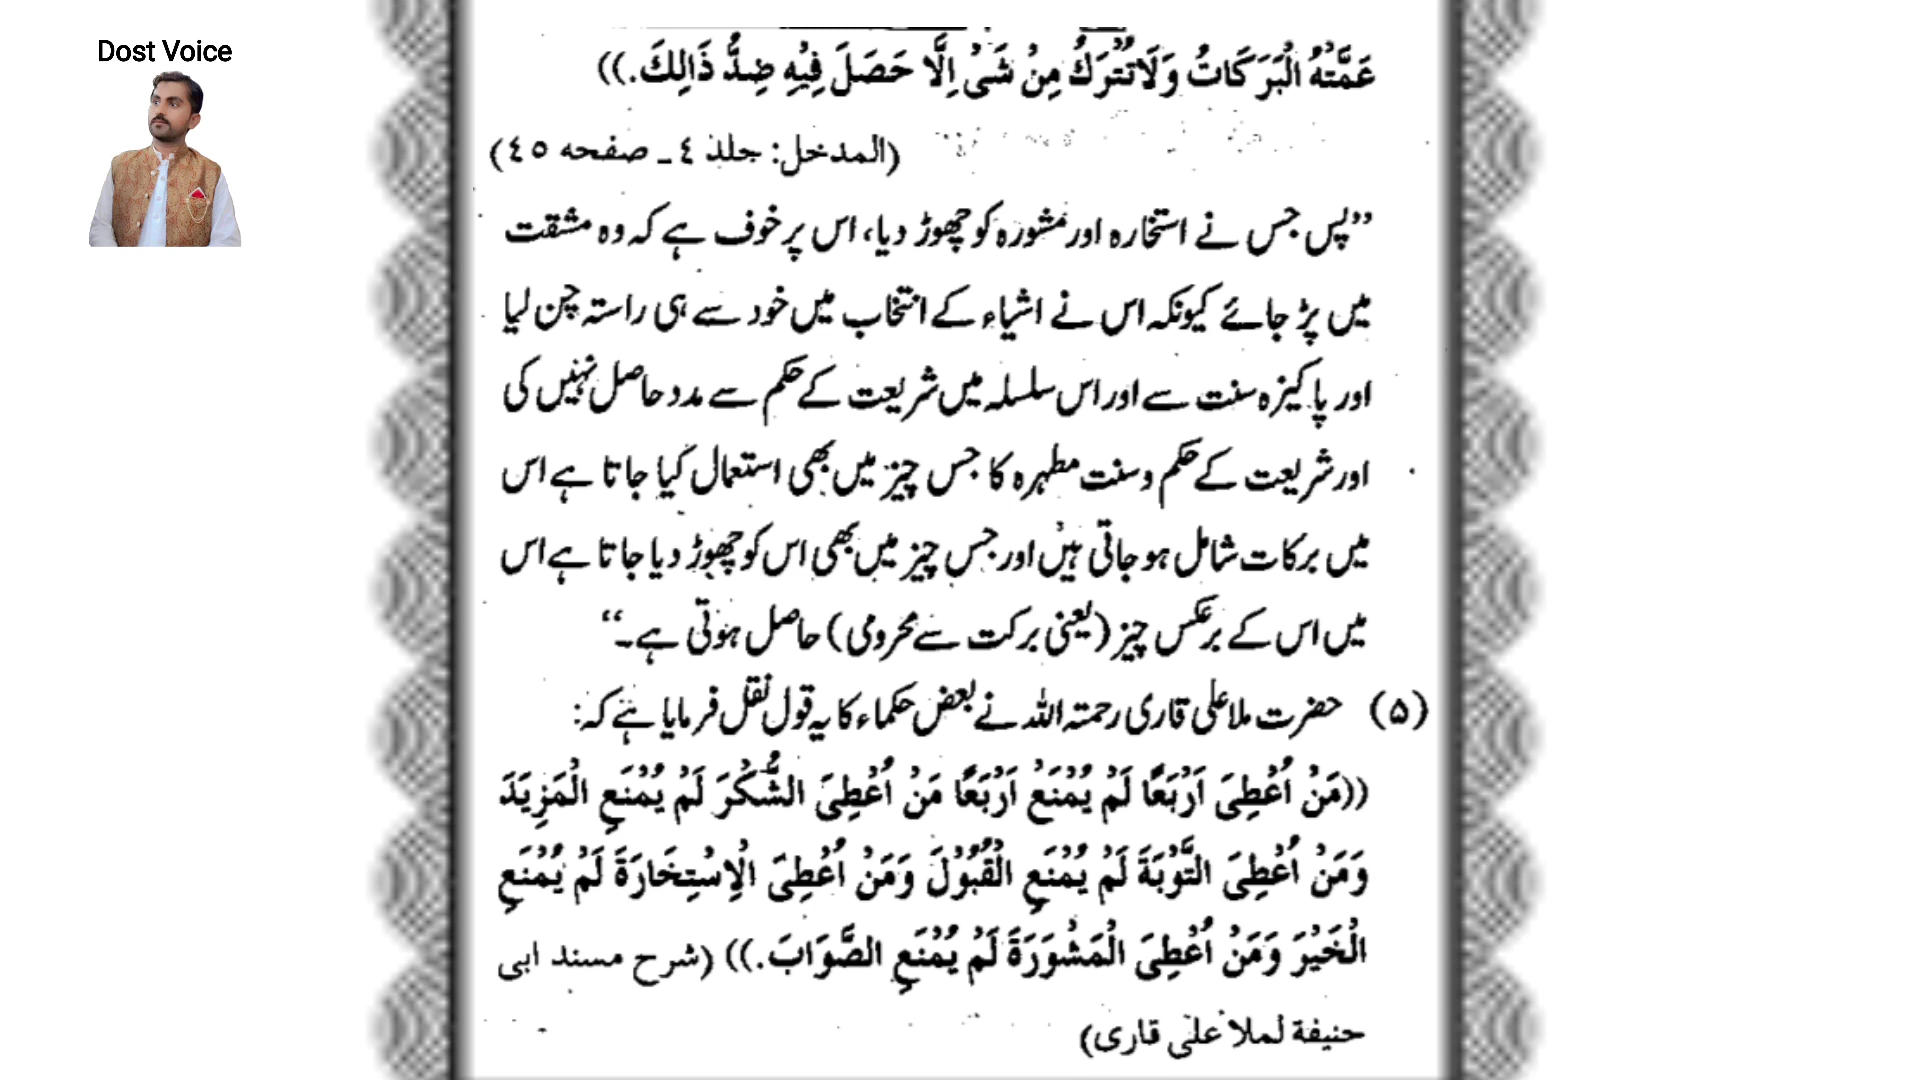 Dost Voice
عَمَّتْهُ الْبَرَكَاتُ وَلَاتُتْرَكُ مِنْ شَیْ اِلَّا حَصَلَ فِيْهِ ضِدُّ ذَالِكَ.))
(المدخل: جلد ٤ ـ صفحه ٤٥)
”پس جس نے استخارہ اور مشورہ کو چھوڑ دیا، اس پر خوف ہے کہ وہ مشقت
میں پڑ جائے کیونکہ اس نے اشیاء کے انتخاب میں خود سے ہی راستہ چن لیا
اور پاکیزہ سنت سے اور اس سلسلہ میں شریعت کے حکم سے مدد حاصل نہیں کی
اور شریعت کے حکم و سنت مطہرہ کا جس چیز میں بھی استعمال کیا جاتا ہے اس
میں برکات شامل ہو جاتی ہیں اور جس چیز میں بھی اس کو چھوڑ دیا جاتا ہے اس
میں اس کے برعکس چیز (یعنی برکت سے محرومی) حاصل ہوتی ہے۔“
(۵) حضرت ملا علی قاری رحمتہ اللہ نے بعض حکماء کا یہ قول نقل فرمایا ہے کہ:
((مَنْ اُعْطِیَ اَرْبَعًا لَمْ يُمْنَعْ اَرْبَعًا مَنْ اُعْطِیَ الشُّكْرَ لَمْ يُمْنَعِ الْمَزِيَدَ
وَمَنْ اُعْطِیَ التَّوْبَةَ لَمْ يُمْنَعِ الْقُبُوْلَ وَمَنْ اُعْطِیَ الْاِسْتِخَارَةَ لَمْ يُمْنَعِ
الْخَيْرَ وَمَنْ اُعْطِیَ الْمَشْوَرَةَ لَمْ يُمْنَعِ الصَّوَابَ.)) (شرح مسند ابی
حنيفة لملا علی قاری)